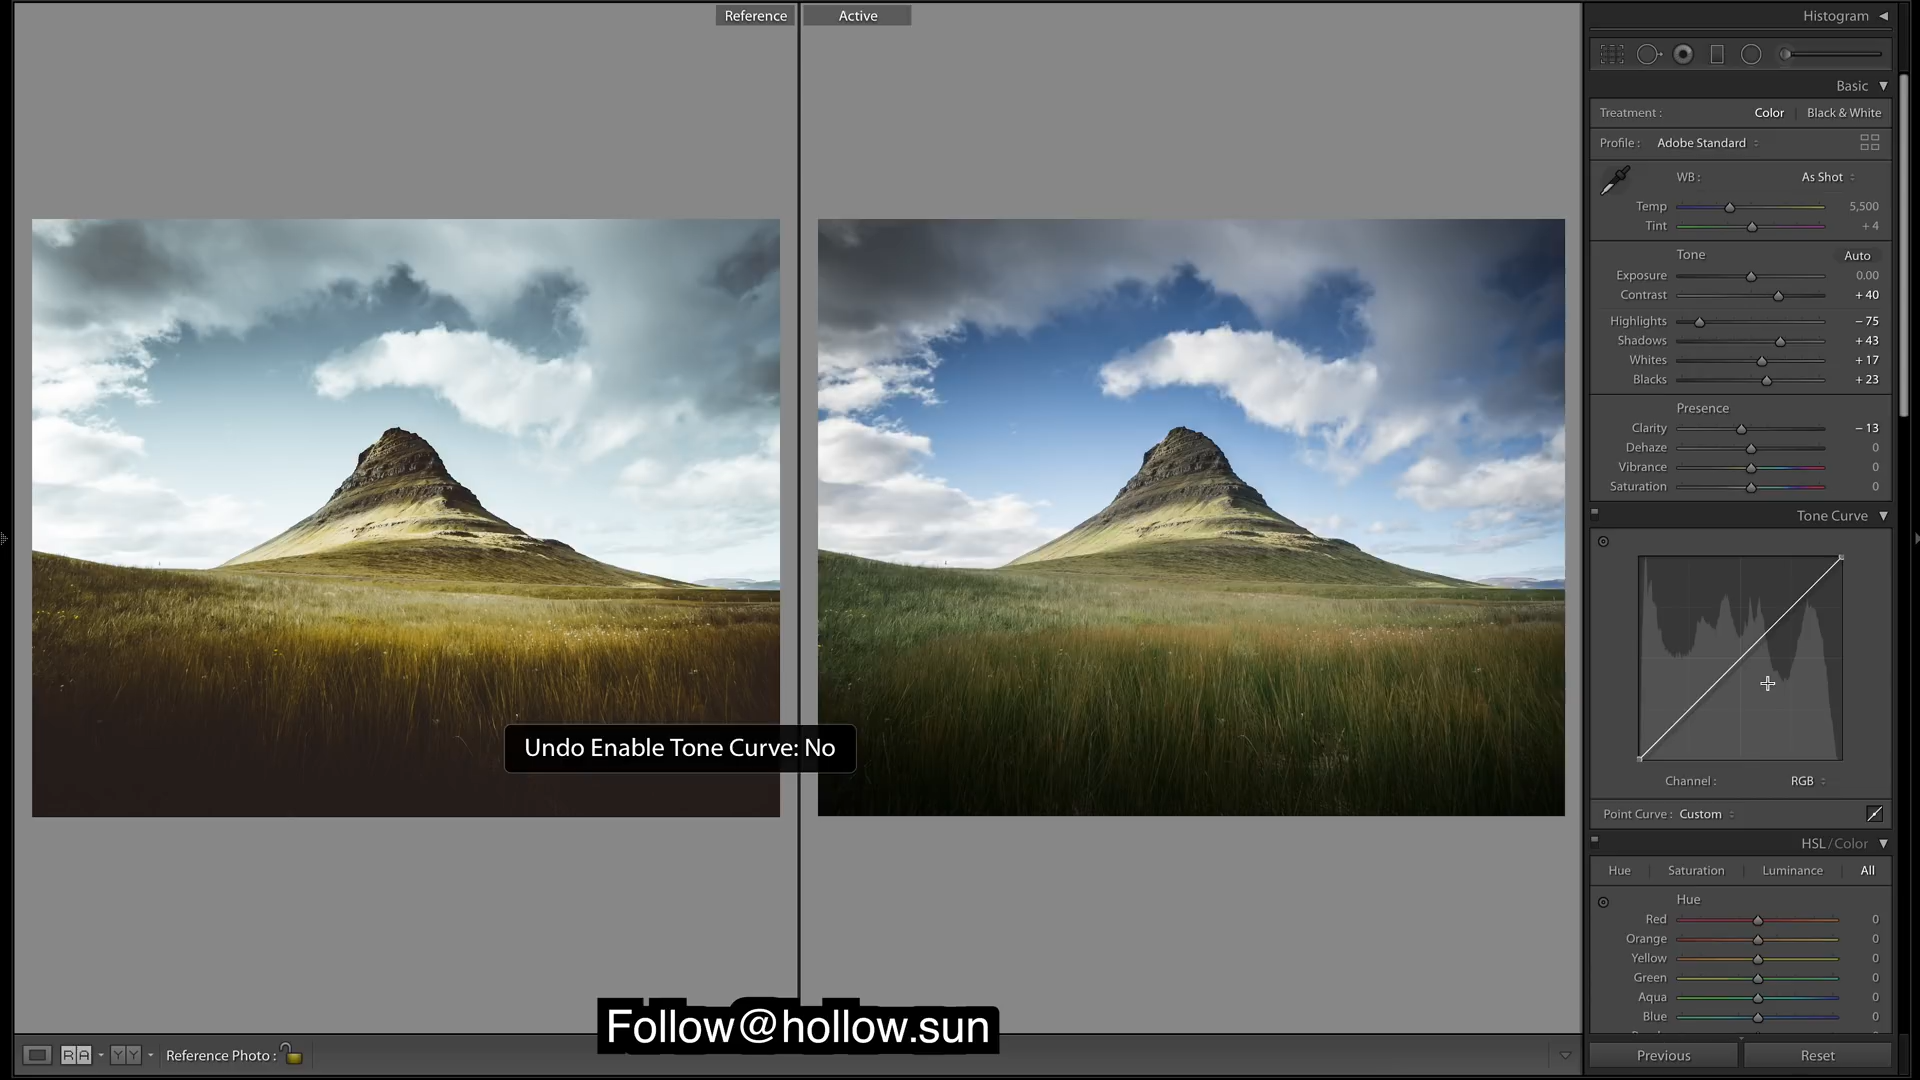 Reference
Active
Histogram
Basic
Treatment :
Color
Black & White
Profile :
Adobe Standard
WB :
As Shot
Temp
5,500
Tint
+ 4
Tone
Auto
Exposure
0.00
Contrast
+ 40
Highlights
– 75
Shadows
+ 43
Whites
+ 17
Blacks
+ 23
Presence
Clarity
– 13
Dehaze
0
Vibrance
0
Saturation
0
Tone Curve
Channel :
RGB
Point Curve :
Custom
HSL / Color
Hue
Saturation
Luminance
All
Hue
Red
0
Orange
0
Yellow
0
Green
0
Aqua
0
Blue
0
Undo Enable Tone Curve: No
Follow@hollow.sun
RA
YY
Reference Photo :
Previous
Reset